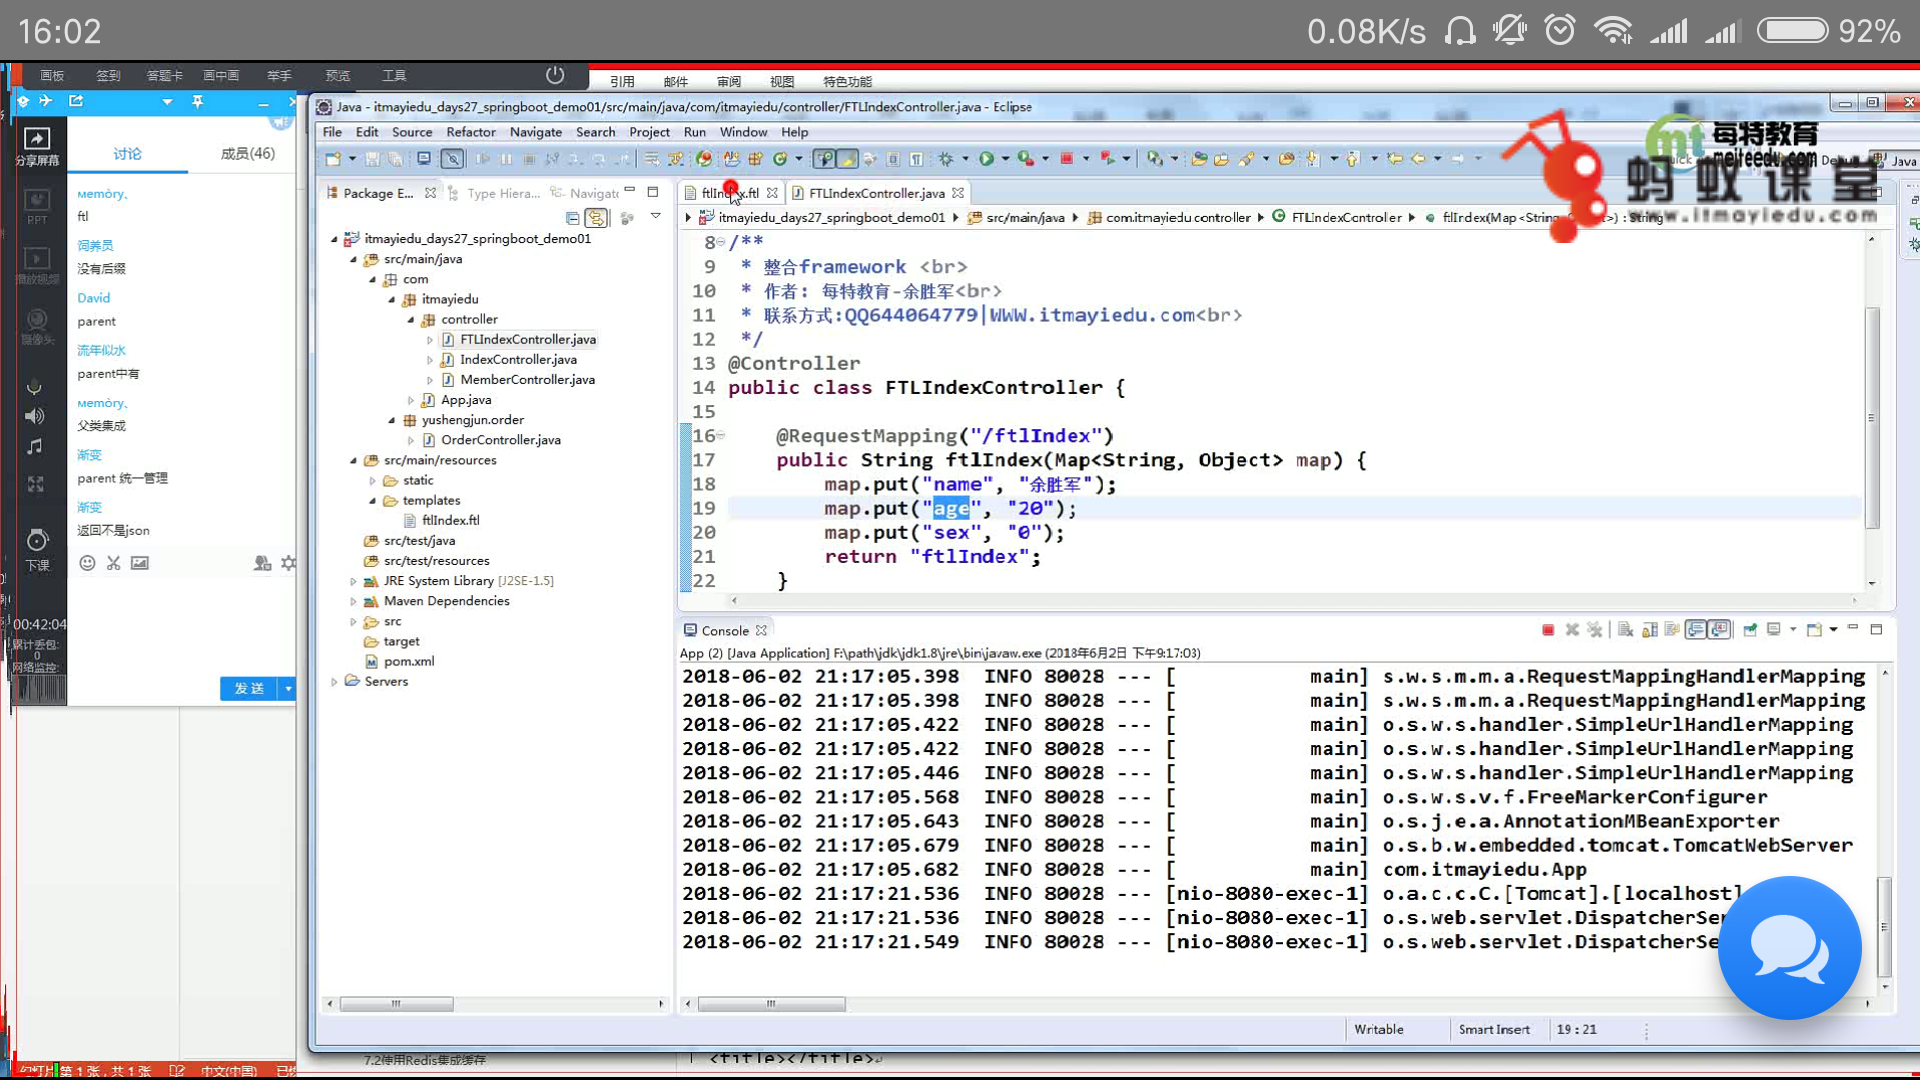 16:02
0.08K/s
92%
画板 签到 答题卡 画中画 举手 预览 工具
引用 邮件 审阅 视图 特色功能
Java - itmayiedu_days27_springboot_demo01/src/main/java/com/itmayiedu/controller/FTLIndexController.java - Eclipse
File Edit Source Refactor Navigate Search Project Run Window Help
每特教育
meiteedu.com
蚂蚁课堂
www.itmayiedu.com
Java
分享屏幕
PPT
播放视频
摄像头
下课
00:42:04
累计丢包:
0
网络监控:
讨论 成员(46)
memory、
ftl
饲养员
没有后缀
David
parent
流年似水
parent中有
memory、
父类集成
渐变
parent 统一管理
渐变
返回不是json
发送
Package E... Type Hiera... Navigat
itmayiedu_days27_springboot_demo01
src/main/java
com
itmayiedu
controller
FTLIndexController.java
IndexController.java
MemberController.java
App.java
yushengjun.order
OrderController.java
src/main/resources
static
templates
ftlIndex.ftl
src/test/java
src/test/resources
JRE System Library [J2SE-1.5]
Maven Dependencies
src
target
pom.xml
Servers
ftlIndex.ftl FTLIndexController.java
itmayiedu_days27_springboot_demo01 src/main/java com.itmayiedu.controller FTLIndexController ftlIndex(Map<String, Object>) : String
8 /**
9 * 整合framework <br>
10 * 作者: 每特教育-余胜军<br>
11 * 联系方式:QQ644064779|WWW.itmayiedu.com<br>
12 */
13 @Controller
14 public class FTLIndexController {
15
16 @RequestMapping("/ftlIndex")
17 public String ftlIndex(Map<String, Object> map) {
18 map.put("name", "余胜军");
19 map.put("age", "20");
20 map.put("sex", "0");
21 return "ftlIndex";
22 }
Console
App (2) [Java Application] F:\path\jdk\jdk1.8\jre\bin\javaw.exe (2018年6月2日 下午9:17:03)
2018-06-02 21:17:05.398 INFO 80028 --- [ main] s.w.s.m.m.a.RequestMappingHandlerMapping
2018-06-02 21:17:05.398 INFO 80028 --- [ main] s.w.s.m.m.a.RequestMappingHandlerMapping
2018-06-02 21:17:05.422 INFO 80028 --- [ main] o.s.w.s.handler.SimpleUrlHandlerMapping
2018-06-02 21:17:05.422 INFO 80028 --- [ main] o.s.w.s.handler.SimpleUrlHandlerMapping
2018-06-02 21:17:05.446 INFO 80028 --- [ main] o.s.w.s.handler.SimpleUrlHandlerMapping
2018-06-02 21:17:05.568 INFO 80028 --- [ main] o.s.w.s.v.f.FreeMarkerConfigurer
2018-06-02 21:17:05.643 INFO 80028 --- [ main] o.s.j.e.a.AnnotationMBeanExporter
2018-06-02 21:17:05.679 INFO 80028 --- [ main] o.s.b.w.embedded.tomcat.TomcatWebServer
2018-06-02 21:17:05.682 INFO 80028 --- [ main] com.itmayiedu.App
2018-06-02 21:17:21.536 INFO 80028 --- [nio-8080-exec-1] o.a.c.c.C.[Tomcat].[localhost]
2018-06-02 21:17:21.536 INFO 80028 --- [nio-8080-exec-1] o.s.web.servlet.DispatcherSe
2018-06-02 21:17:21.549 INFO 80028 --- [nio-8080-exec-1] o.s.web.servlet.DispatcherSe
Writable Smart Insert 19 : 21
7.2使用Redis集成缓存
<title></title>
幻灯片第 1 张，共 1 张 中文(中国)